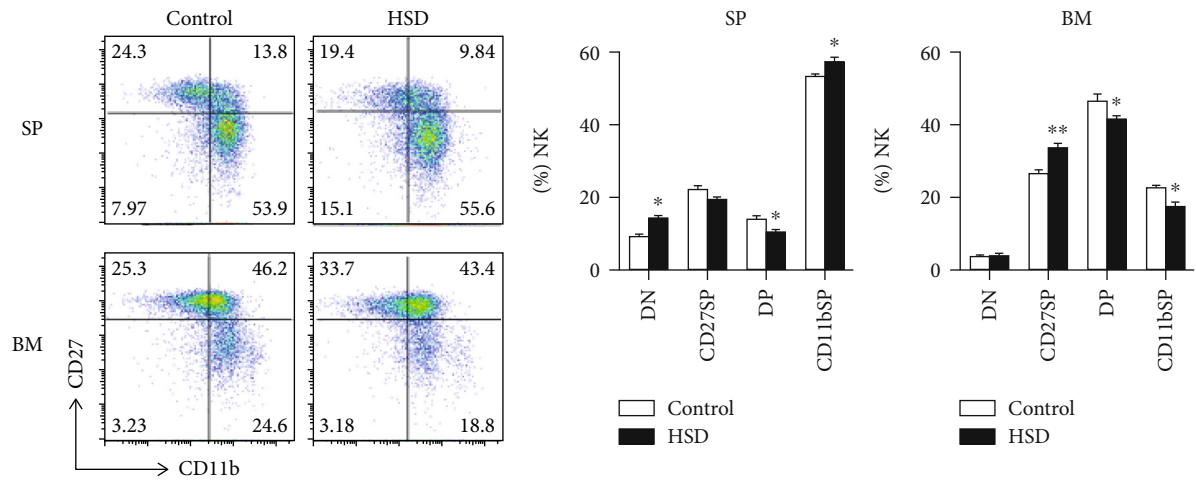 Control HSD
SP
24.3 13.8
7.97 53.9
19.4 9.84
15.1 55.6
BM
25.3 46.2
3.23 24.6
33.7 43.4
3.18 18.8
CD27
CD11b
SP
(%) NK
60
40
20
0
*
*
*
DN
CD27SP
DP
CD11bSP
Control
HSD
BM
(%) NK
60
40
20
0
**
*
*
DN
CD27SP
DP
CD11bSP
Control
HSD